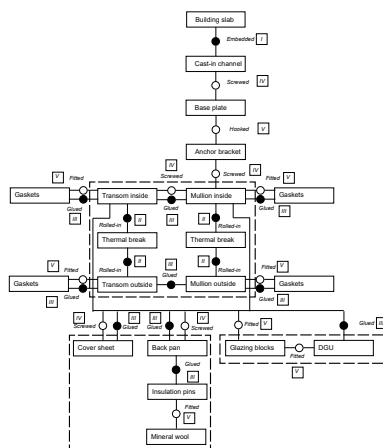 Building slab
Embedded I
Cast-in channel
Screwed IV
Base plate
Hooked V
Anchor bracket
IV Screwed Screwed IV
V Fitted Fitted V
Gaskets Transom inside Mullion inside Gaskets
Glued Glued Glued
III III III
II II
Rolled-in Rolled-in
Thermal break Thermal break
Rolled-in II III Rolled-in II
V Fitted Glued Fitted V
Gaskets Transom outside Mullion outside Gaskets
Glued Glued
III III
IV III III IV
Screwed Glued Glued Screwed Fitted V Glued III
Cover sheet Back pan Glazing blocks DGU
Fitted
Glued V
III
Insulation pins
Fitted
V
Mineral wool